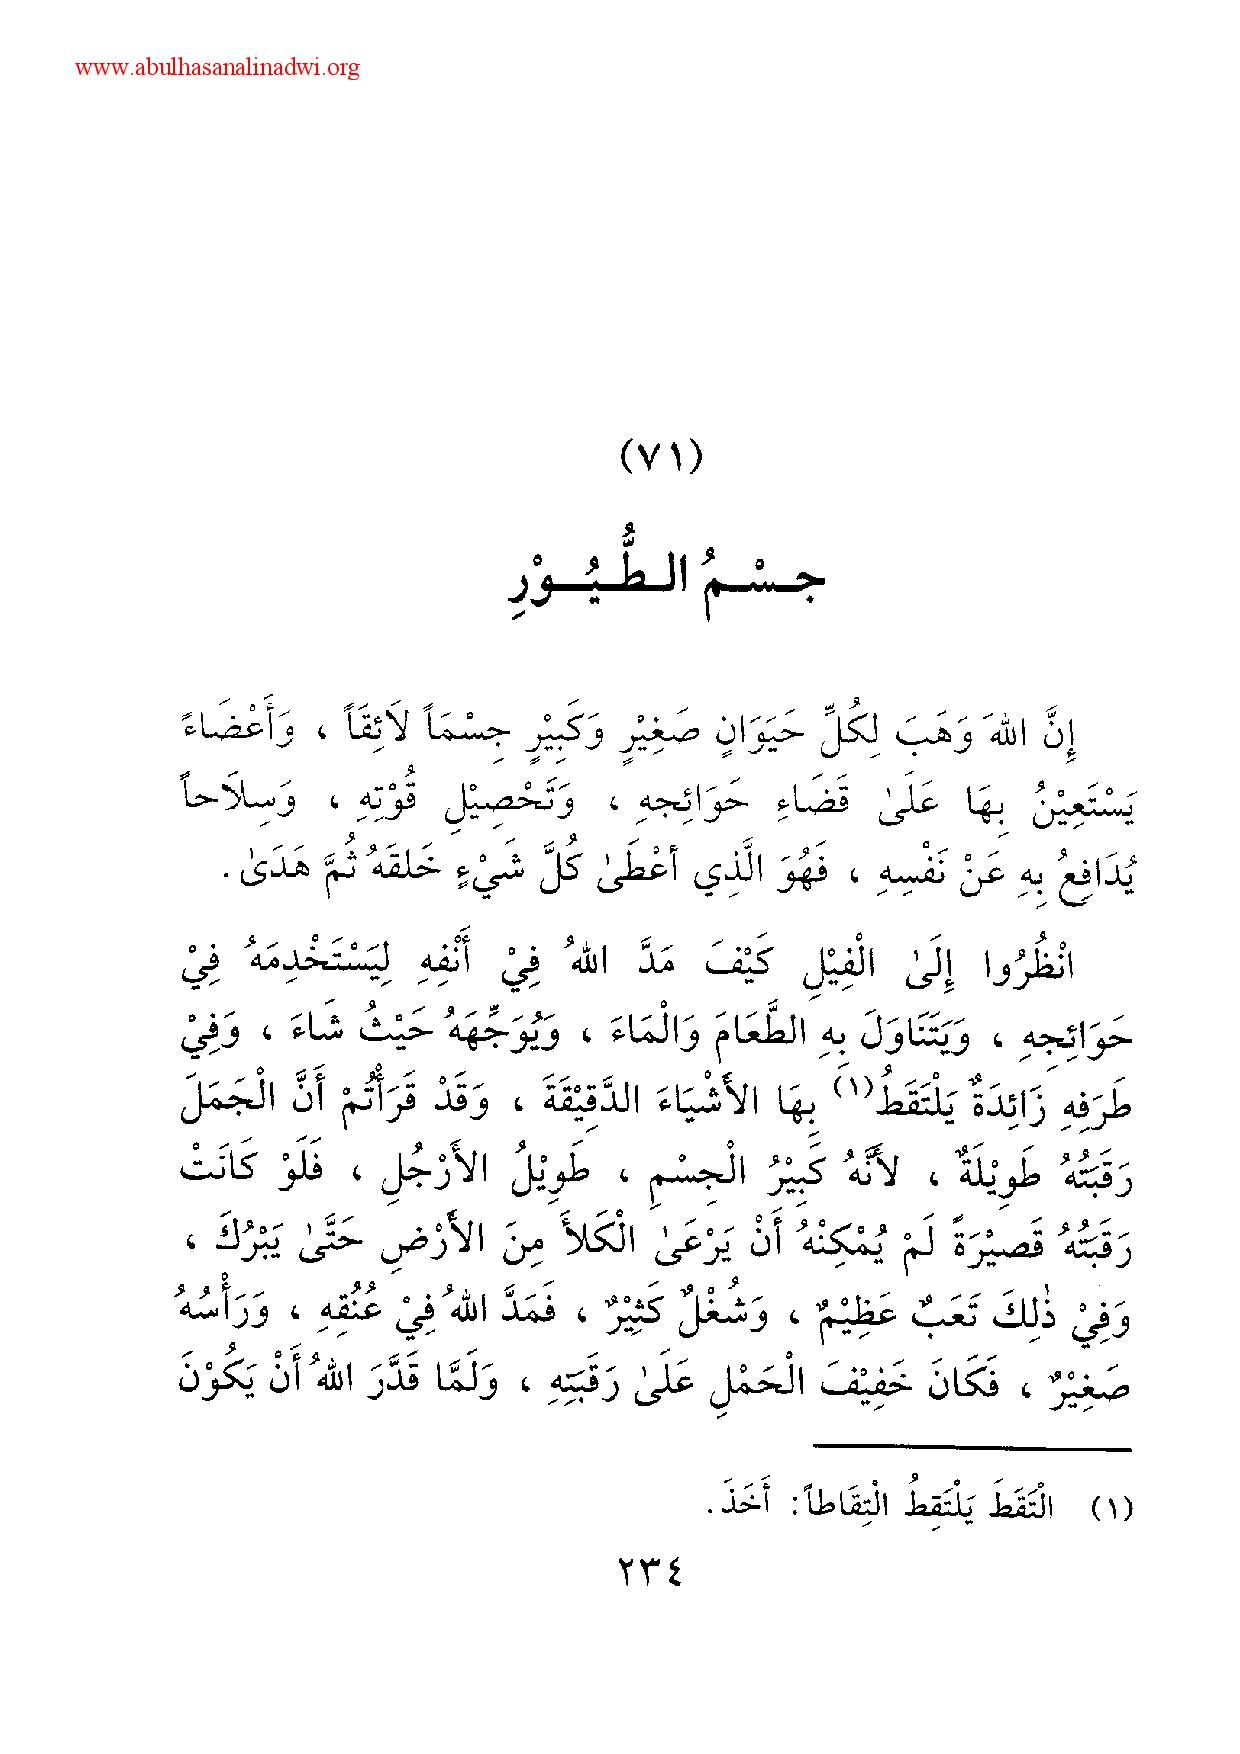 www.abulhasanalinadwi.org
(٧١)
جِسْمُ الطُّيُوْرِ
إِنَّ اللهَ وَهَبَ لِكُلِّ حَيَوَانٍ صَغِيْرٍ وَكَبِيْرٍ جِسْمَاً لاَئِقَاً ، وَأَعْضَاءً
يَسْتَعِيْنُ بِهَا عَلَىٰ قَضَاءِ حَوَائِجِهِ ، وَتَحْصِيْلِ قُوْتِهِ ، وَسِلاَحاً
يُدَافِعُ بِهِ عَنْ نَفْسِهِ ، فَهُوَ الَّذِي أَعْطَىٰ كُلَّ شَيْءٍ خَلقَهُ ثُمَّ هَدَىٰ .
انْظُرُوا إِلَىٰ الْفِيْلِ كَيْفَ مَدَّ اللهُ فِيْ أَنْفِهِ لِيَسْتَخْدِمَهُ فِيْ
حَوَائِجِهِ ، وَيَتَنَاوَلَ بِهِ الطَّعَامَ وَالْمَاءَ ، وَيُوَجِّهَهُ حَيْثُ شَاءَ ، وَفِيْ
طَرَفِهِ زَائِدَةٌ يَلْتَقَطُ(١) بِهَا الأَشْيَاءَ الدَّقِيْقَةَ ، وَقَدْ قَرَأْتُمْ أَنَّ الْجَمَلَ
رَقَبَتُهُ طَوِيْلَةٌ ، لأَنَّهُ كَبِيْرُ الْجِسْمِ ، طَوِيْلُ الأَرْجُلِ ، فَلَوْ كَانَتْ
رَقَبَتُهُ قَصِيْرَةً لَمْ يُمْكِنْهُ أَنْ يَرْعَىٰ الْكَلأَ مِنَ الأَرْضِ حَتَّىٰ يَبْرُكَ ،
وَفِيْ ذٰلِكَ تَعَبٌ عَظِيْمٌ ، وَشُغْلٌ كَثِيْرٌ ، فَمَدَّ اللهُ فِيْ عُنُقِهِ ، وَرَأْسُهُ
صَغِيْرٌ ، فَكَانَ خَفِيْفَ الْحَمْلِ عَلَىٰ رَقَبَتِهِ ، وَلَمَّا قَدَّرَ اللهُ أَنْ يَكُوْنَ
(١) الْتَقَطَ يَلْتَقِطُ الْتِقَاطاً: أَخَذَ.
٢٣٤